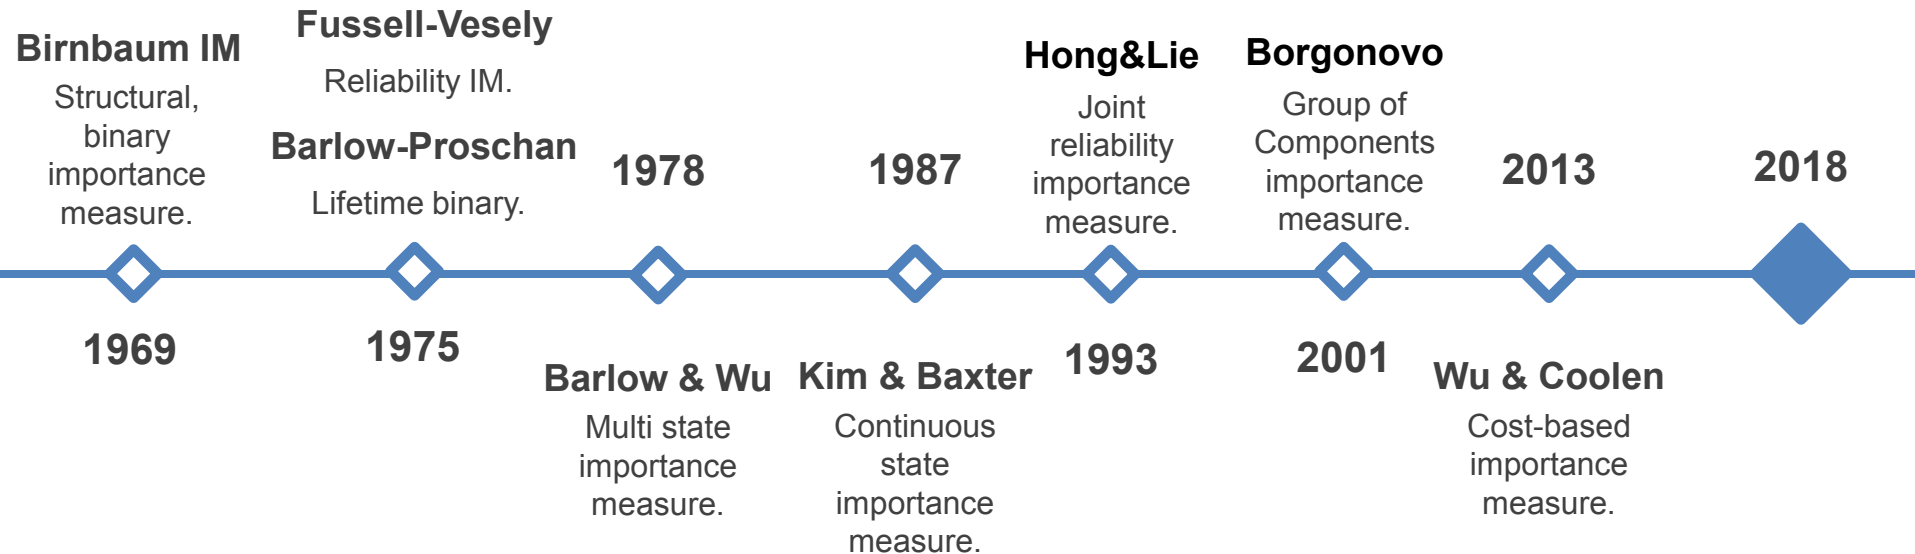 Birnbaum IM
Structural,
binary
importance
measure.
1969
Fussell-Vesely
Reliability IM.
Barlow-Proschan
Lifetime binary.
1975
1978
Barlow & Wu
Multi state
importance
measure.
1987
Kim & Baxter
Continuous
state
importance
measure.
Hong&Lie
Joint
reliability
importance
measure.
1993
Borgonovo
Group of
Components
importance
measure.
2001
2013
Wu & Coolen
Cost-based
importance
measure.
2018